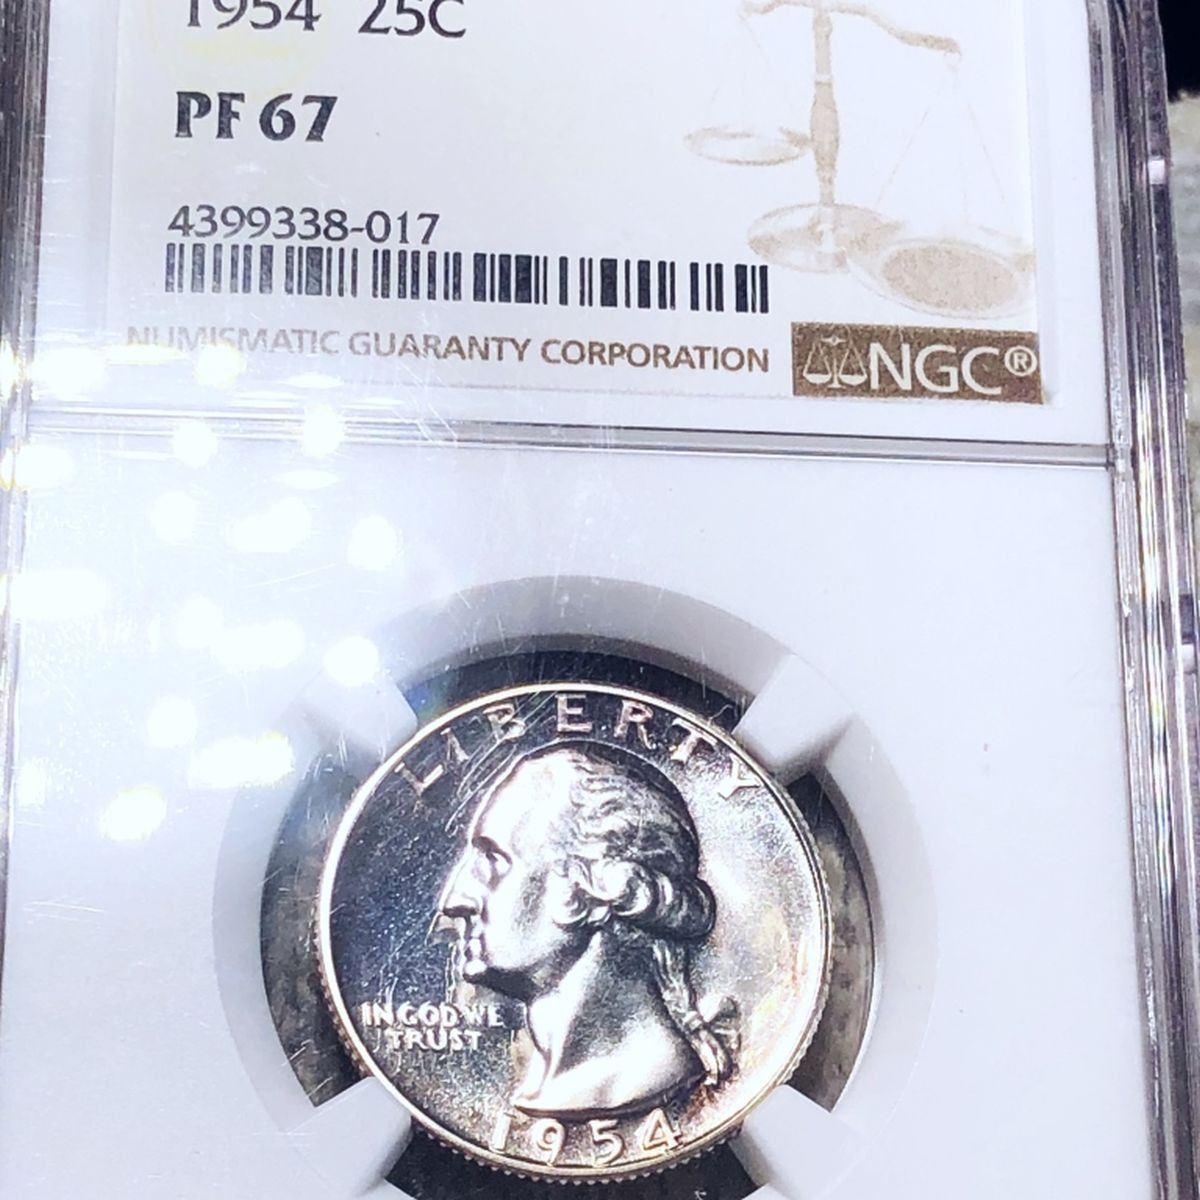 1954 25C
PF 67
4399338-017
NUMISMATIC GUARANTY CORPORATION
NGC®
LIBERTY
IN GOD WE
TRUST
1954